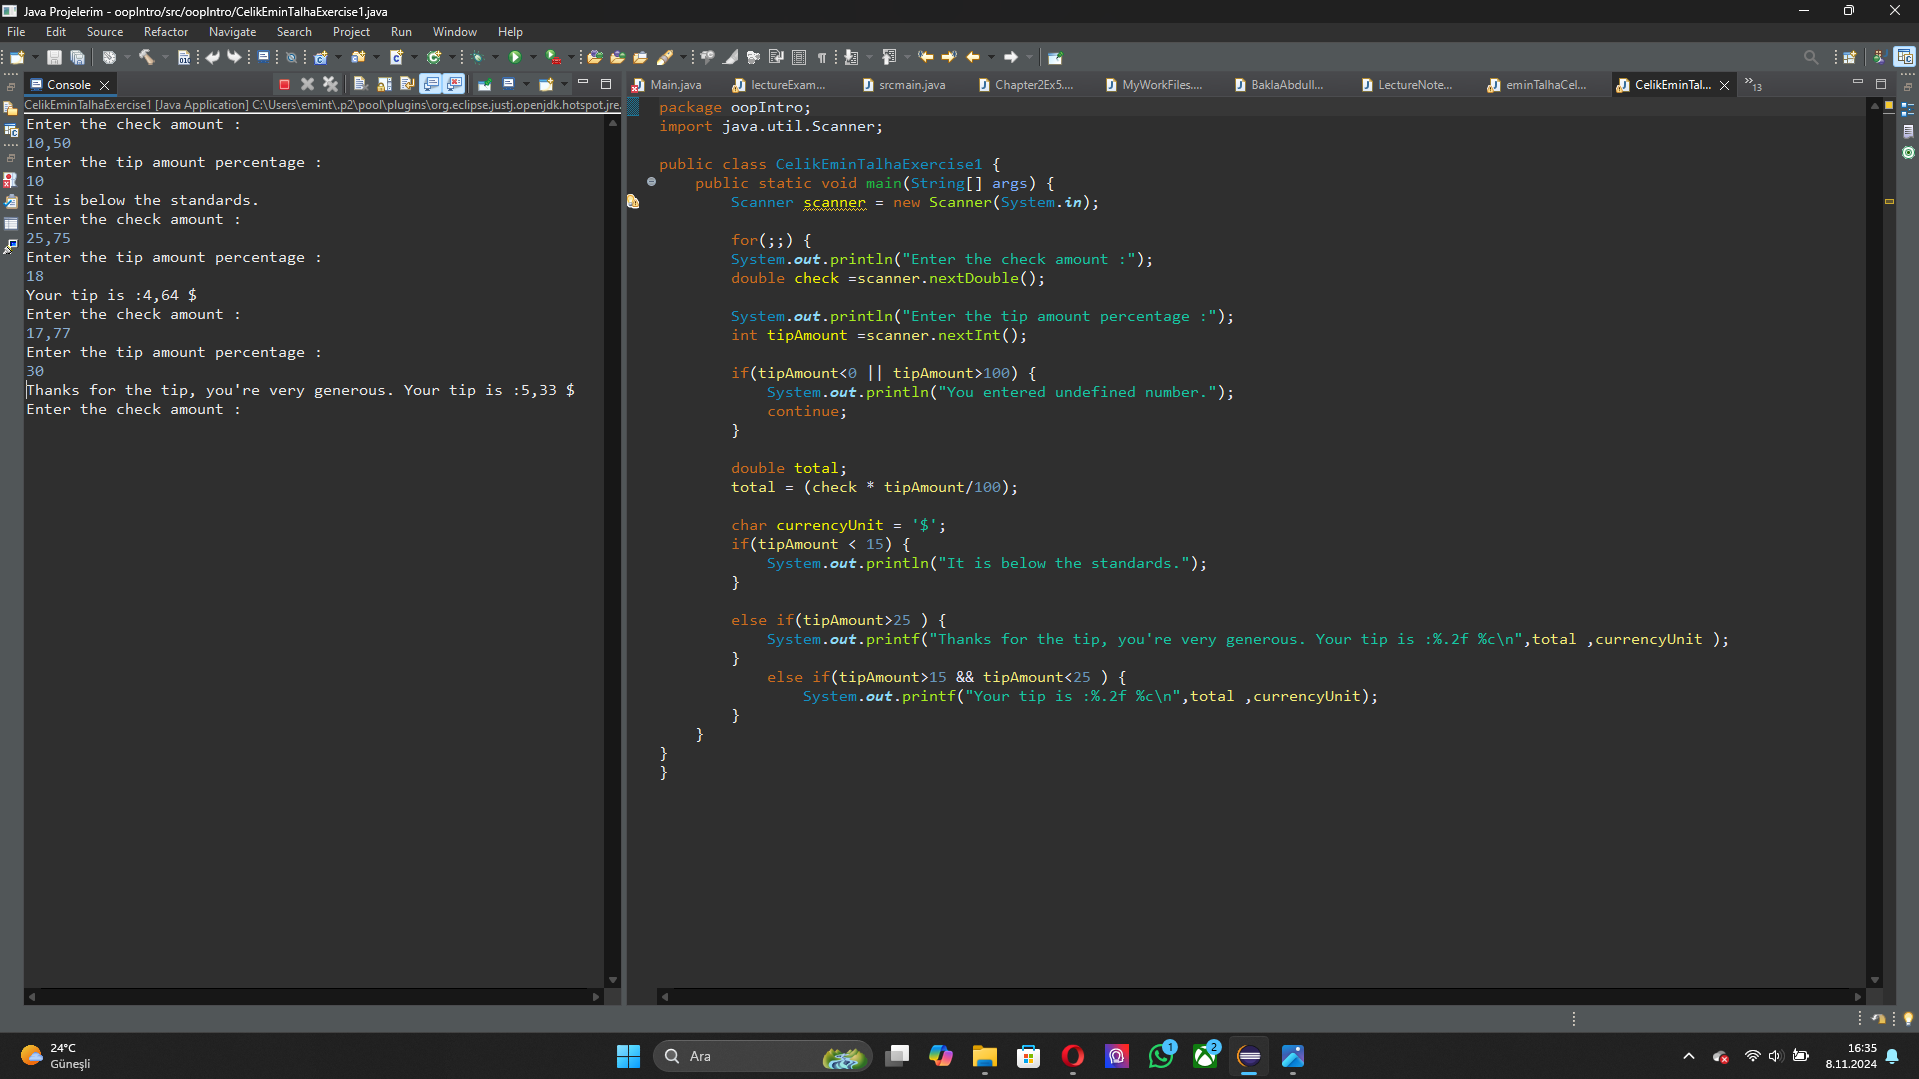 Java Projelerim - oopIntro/src/oopIntro/CelikEminTalhaExercise1.java
File Edit Source Refactor Navigate Search Project Run Window Help
Console
CelikEminTalhaExercise1 [Java Application] C:\Users\emint\.p2\pool\plugins\org.eclipse.justj.openjdk.hotspot.jre.
Enter the check amount :
10,50
Enter the tip amount percentage :
10
It is below the standards.
Enter the check amount :
25,75
Enter the tip amount percentage :
18
Your tip is :4,64 $
Enter the check amount :
17,77
Enter the tip amount percentage :
30
Thanks for the tip, you're very generous. Your tip is :5,33 $
Enter the check amount :
Main.java lectureExam... srcmain.java Chapter2Ex5.... MyWorkFiles.... BaklaAbdull... LectureNote... eminTalhaCel... CelikEminTal... »13
package oopIntro;
import java.util.Scanner;
public class CelikEminTalhaExercise1 {
public static void main(String[] args) {
Scanner scanner = new Scanner(System.in);
for(;;) {
System.out.println("Enter the check amount :");
double check =scanner.nextDouble();
System.out.println("Enter the tip amount percentage :");
int tipAmount =scanner.nextInt();
if(tipAmount<0 || tipAmount>100) {
System.out.println("You entered undefined number.");
continue;
}
double total;
total = (check * tipAmount/100);
char currencyUnit = '$';
if(tipAmount < 15) {
System.out.println("It is below the standards.");
}
else if(tipAmount>25 ) {
System.out.printf("Thanks for the tip, you're very generous. Your tip is :%.2f %c\n",total ,currencyUnit );
}
else if(tipAmount>15 && tipAmount<25 ) {
System.out.printf("Your tip is :%.2f %c\n",total ,currencyUnit);
}
}
}
}
24°C
Güneşli
Ara
1
2
16:35
8.11.2024